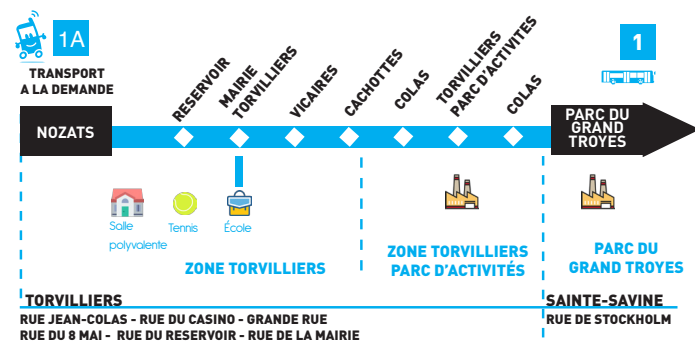 1A
TRANSPORT
A LA DEMANDE
1
NOZATS
RESERVOIR
MAIRIE
TORVILLIERS
VICAIRES
CACHOTTES
COLAS
TORVILLIERS
PARC D'ACTIVITES
COLAS
PARC DU
GRAND
TROYES
Salle
polyvalente
Tennis
École
ZONE TORVILLIERS
ZONE TORVILLIERS
PARC D'ACTIVITÉS
PARC DU
GRAND TROYES
TORVILLIERS
RUE JEAN-COLAS - RUE DU CASINO - GRANDE RUE
RUE DU 8 MAI - RUE DU RESERVOIR - RUE DE LA MAIRIE
SAINTE-SAVINE
RUE DE STOCKHOLM